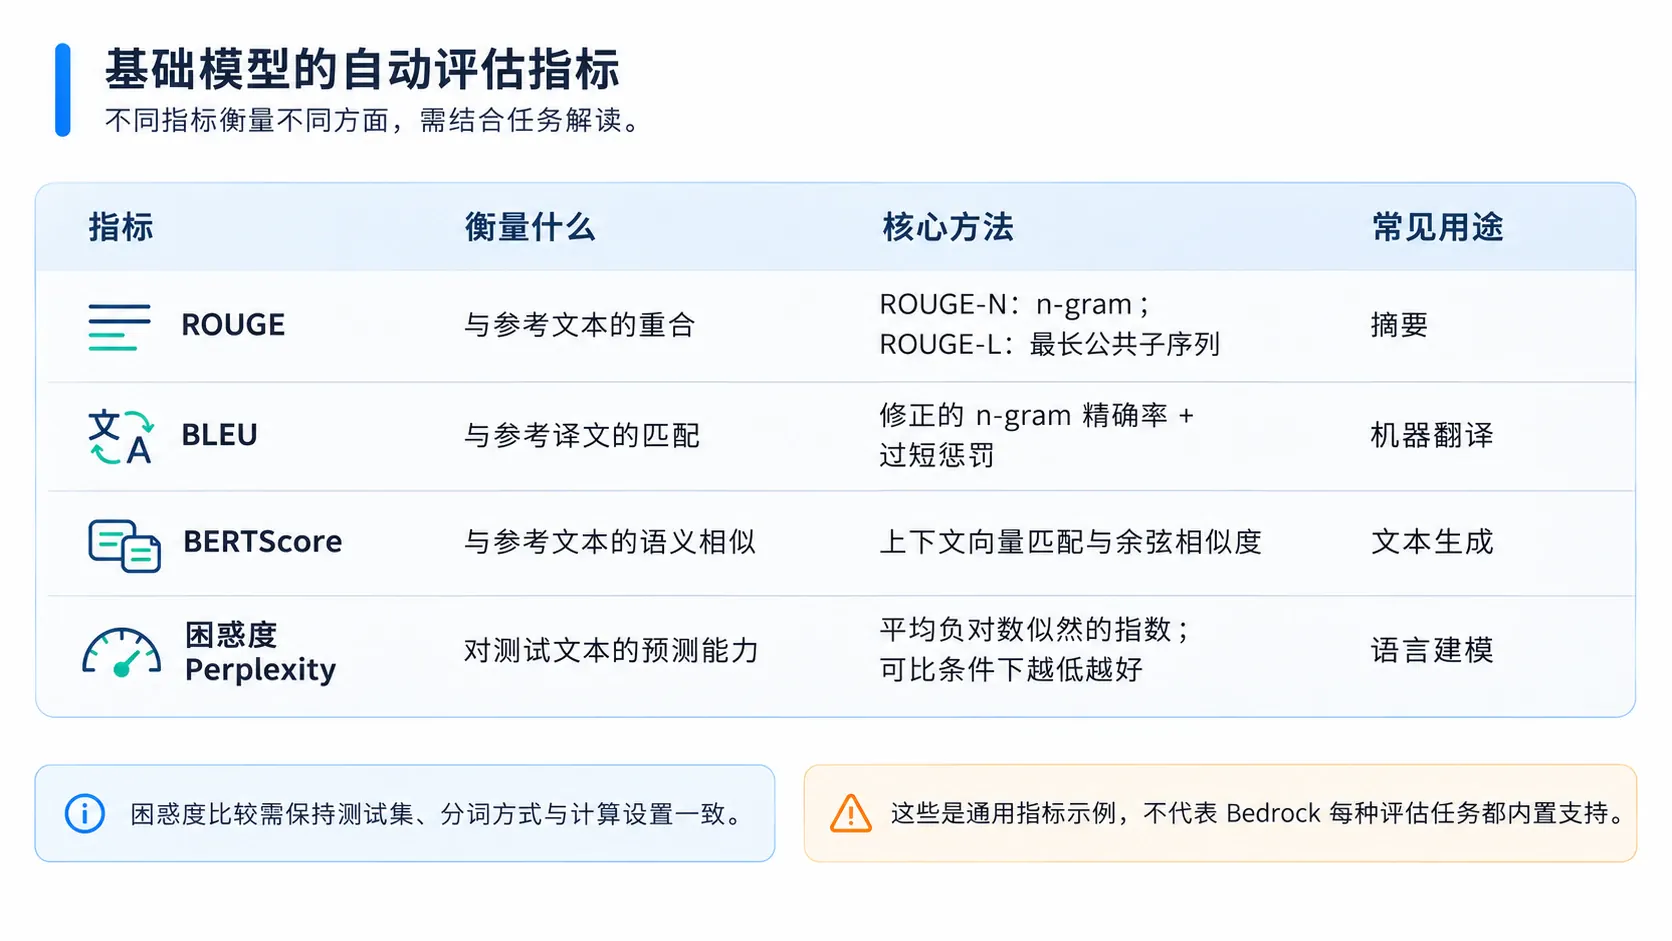 基础模型的自动评估指标
不同指标衡量不同方面，需结合任务解读。
指标 衡量什么 核心方法 常见用途
ROUGE 与参考文本的重合 ROUGE-N：n-gram；
ROUGE-L：最长公共子序列 摘要
文A BLEU 与参考译文的匹配 修正的 n-gram 精确率 +
过短惩罚 机器翻译
BERTScore 与参考文本的语义相似 上下文向量匹配与余弦相似度 文本生成
困惑度
Perplexity 对测试文本的预测能力 平均负对数似然的指数；
可比条件下越低越好 语言建模
困惑度比较需保持测试集、分词方式与计算设置一致。
这些是通用指标示例，不代表 Bedrock 每种评估任务都内置支持。